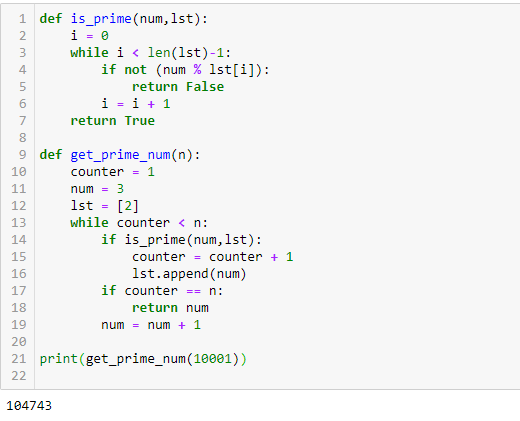 1 def is_prime(num,lst):
2     i = 0
3     while i < len(lst)-1:
4         if not (num % lst[i]):
5             return False
6         i = i + 1
7     return True
8
9 def get_prime_num(n):
10     counter = 1
11     num = 3
12     lst = [2]
13     while counter < n:
14         if is_prime(num,lst):
15             counter = counter + 1
16             lst.append(num)
17         if counter == n:
18             return num
19         num = num + 1
20
21 print(get_prime_num(10001))
22
104743